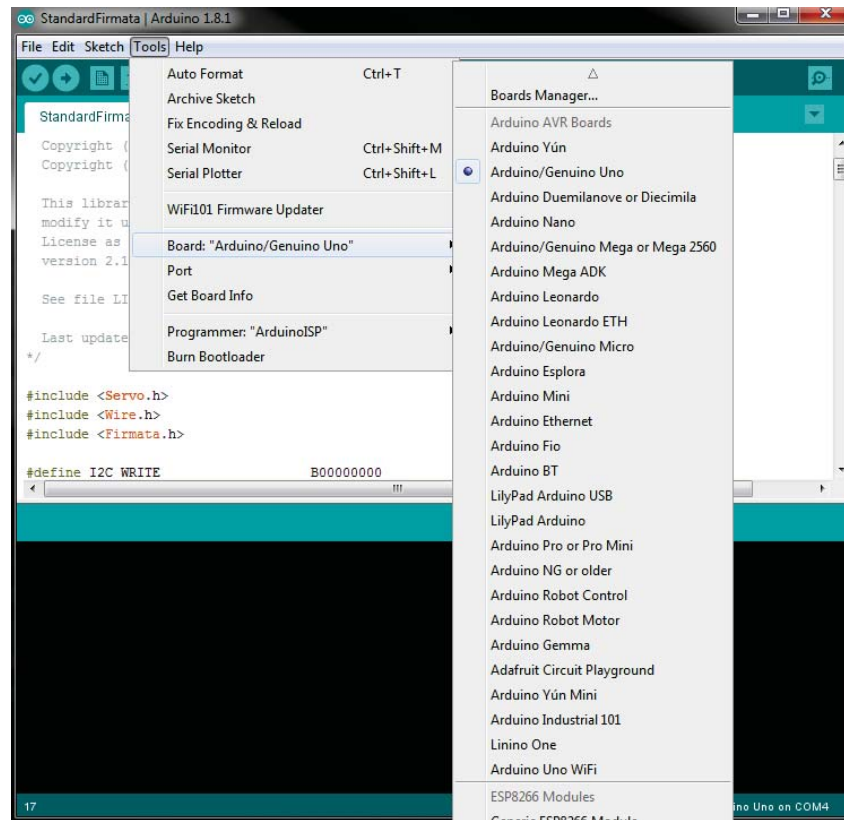 StandardFirmata | Arduino 1.8.1
File Edit Sketch Tools Help
StandardFirma
Copyright (
Copyright (
This librar
modify it u
License as
version 2.1
See file LI
Last update
*/
#include <Servo.h>
#include <Wire.h>
#include <Firmata.h>
#define I2C_WRITE B00000000
Auto Format Ctrl+T
Archive Sketch
Fix Encoding & Reload
Serial Monitor Ctrl+Shift+M
Serial Plotter Ctrl+Shift+L
WiFi101 Firmware Updater
Board: "Arduino/Genuino Uno"
Port
Get Board Info
Programmer: "ArduinoISP"
Burn Bootloader
Boards Manager...
Arduino AVR Boards
Arduino Yún
Arduino/Genuino Uno
Arduino Duemilanove or Diecimila
Arduino Nano
Arduino/Genuino Mega or Mega 2560
Arduino Mega ADK
Arduino Leonardo
Arduino Leonardo ETH
Arduino/Genuino Micro
Arduino Esplora
Arduino Mini
Arduino Ethernet
Arduino Fio
Arduino BT
LilyPad Arduino USB
LilyPad Arduino
Arduino Pro or Pro Mini
Arduino NG or older
Arduino Robot Control
Arduino Robot Motor
Arduino Gemma
Adafruit Circuit Playground
Arduino Yún Mini
Arduino Industrial 101
Linino One
Arduino Uno WiFi
ESP8266 Modules
Generic ESP8266 Module
17
ino Uno on COM4